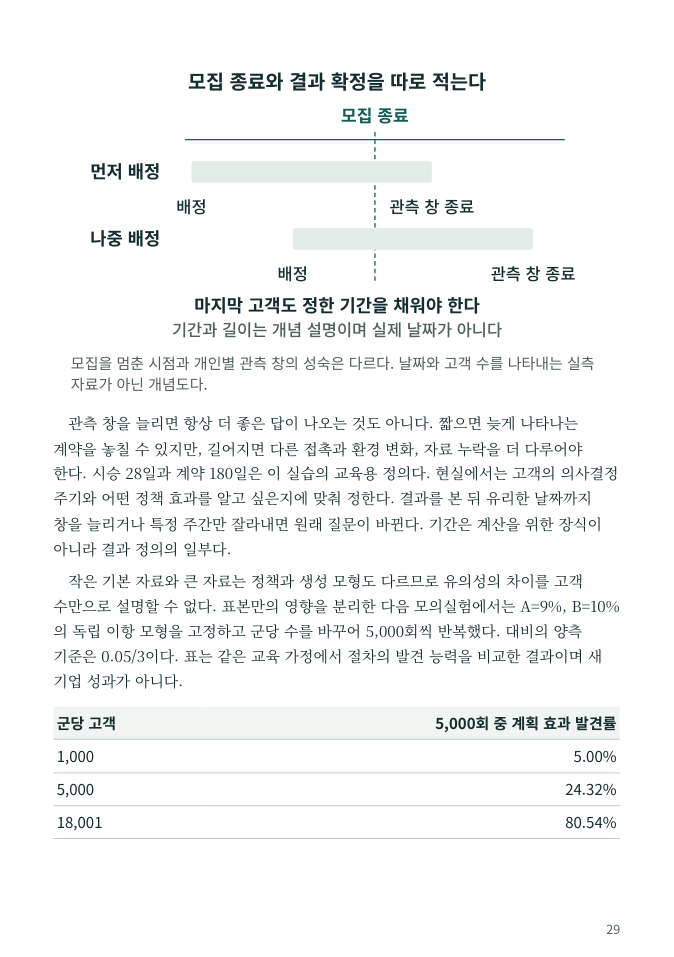 모집 종료와 결과 확정을 따로 적는다
모집 종료
먼저 배정
배정
관측 창 종료
나중 배정
배정
관측 창 종료
마지막 고객도 정한 기간을 채워야 한다
기간과 길이는 개념 설명이며 실제 날짜가 아니다
모집을 멈춘 시점과 개인별 관측 창의 성숙은 다르다. 날짜와 고객 수를 나타내는 실측
자료가 아닌 개념도다.
관측 창을 늘리면 항상 더 좋은 답이 나오는 것도 아니다. 짧으면 늦게 나타나는
계약을 놓칠 수 있지만, 길어지면 다른 접촉과 환경 변화, 자료 누락을 더 다루어야
한다. 시승 28일과 계약 180일은 이 실습의 교육용 정의다. 현실에서는 고객의 의사결정
주기와 어떤 정책 효과를 알고 싶은지에 맞춰 정한다. 결과를 본 뒤 유리한 날짜까지
창을 늘리거나 특정 주간만 잘라내면 원래 질문이 바뀐다. 기간은 계산을 위한 장식이
아니라 결과 정의의 일부다.
작은 기본 자료와 큰 자료는 정책과 생성 모형도 다르므로 유의성의 차이를 고객
수만으로 설명할 수 없다. 표본만의 영향을 분리한 다음 모의실험에서는 A=9%, B=10%
의 독립 이항 모형을 고정하고 군당 수를 바꾸어 5,000회씩 반복했다. 대비의 양측
기준은 0.05/3이다. 표는 같은 교육 가정에서 절차의 발견 능력을 비교한 결과이며 새
기업 성과가 아니다.
군당 고객 5,000회 중 계획 효과 발견률
1,000 5.00%
5,000 24.32%
18,001 80.54%
29